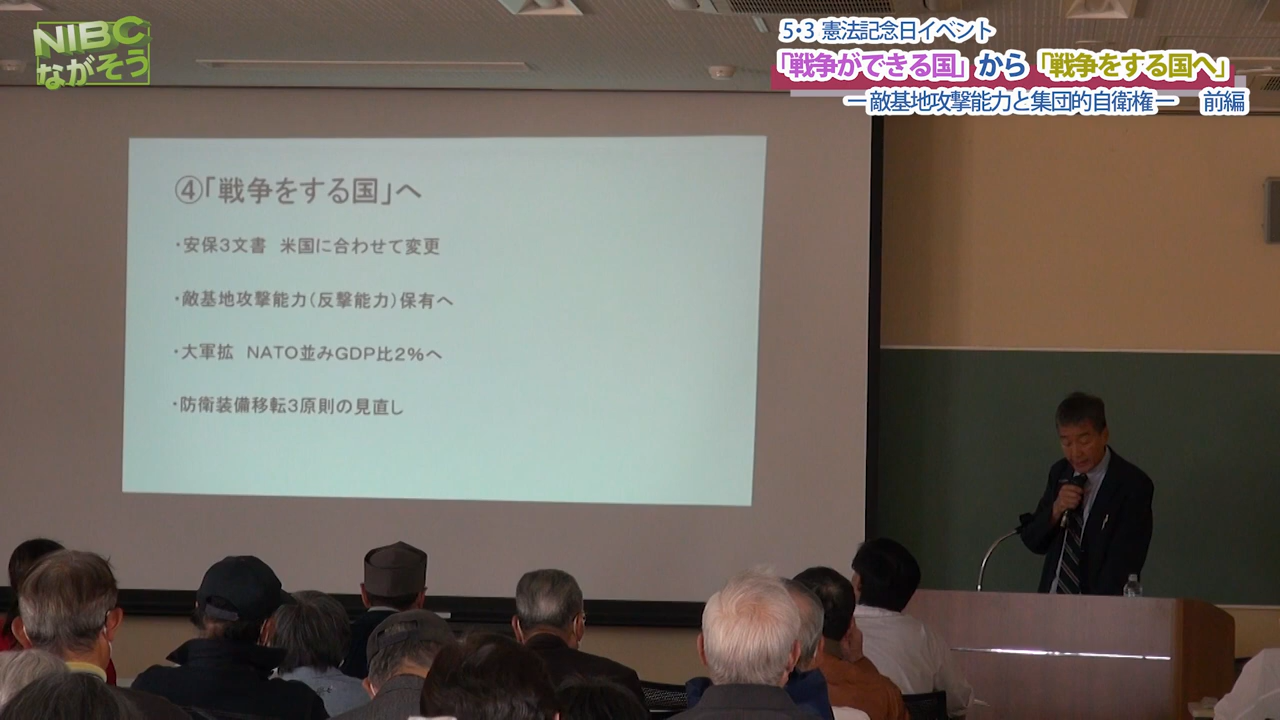 NIBC
ながそう
5・3 憲法記念日イベント
「戦争ができる国」から「戦争をする国へ」
ー敵基地攻撃能力と集団的自衛権ー 前編
④「戦争をする国」へ
・安保3文書 米国に合わせて変更
・敵基地攻撃能力(反撃能力)保有へ
・大軍拡 NATO並みGDP比2%へ
・防衛装備移転3原則の見直し